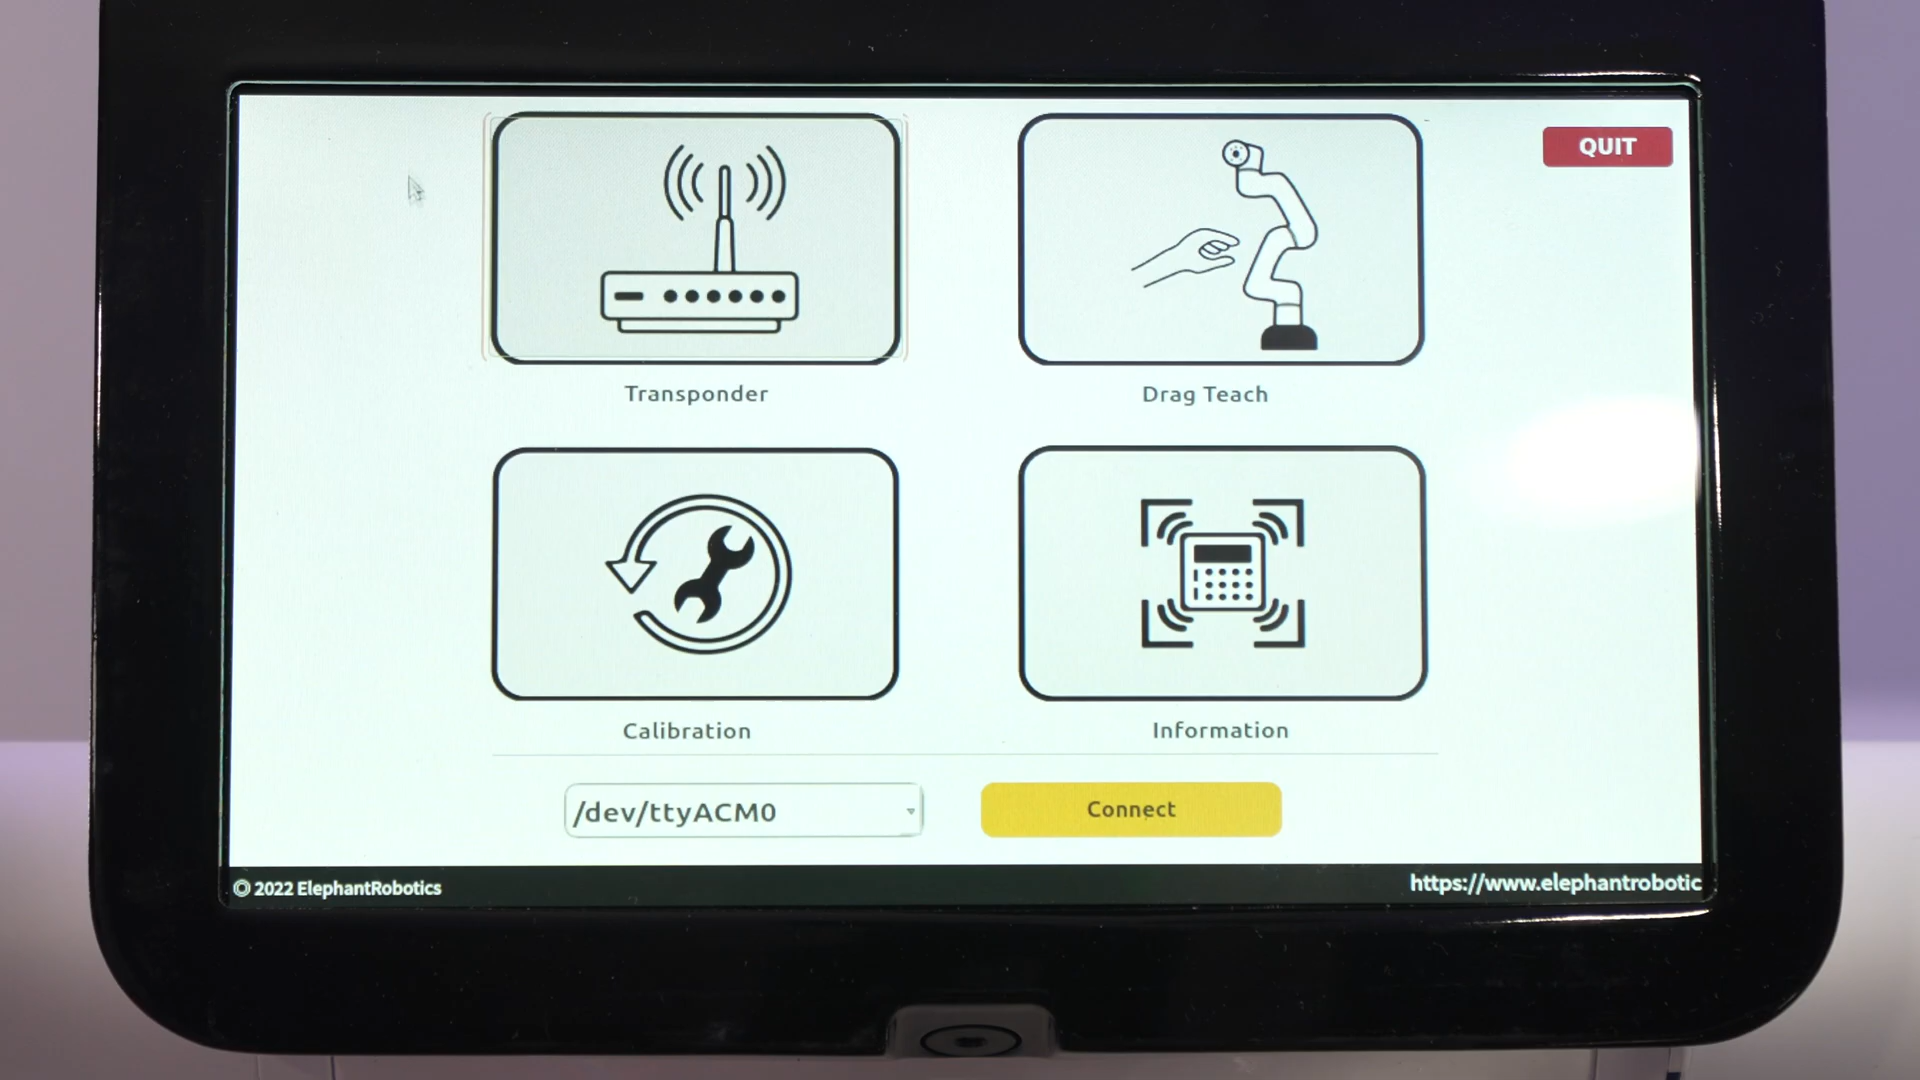 QUIT
Transponder
Drag Teach
Calibration
Information
/dev/ttyACM0
Connect
© 2022 ElephantRobotics
https://www.elephantrobotic